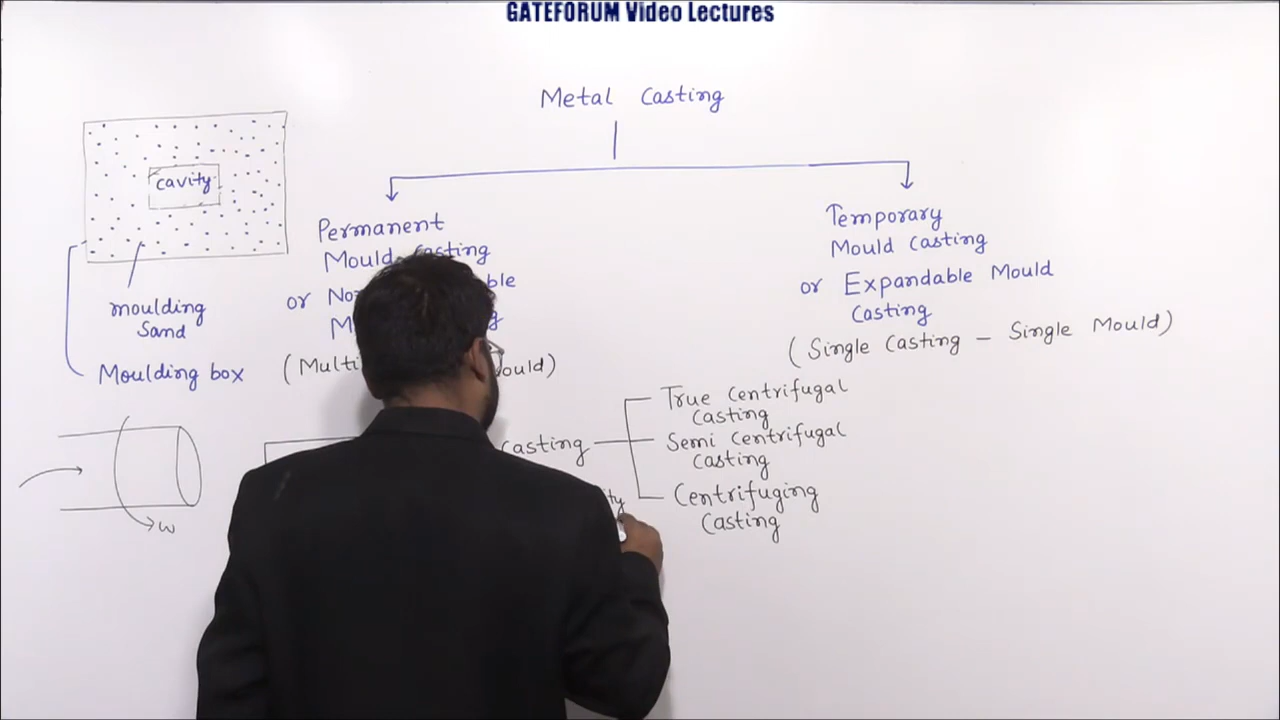 GATEFORUM Video Lectures
Metal Casting
cavity
moulding
Sand
Moulding box
w
Permanent
Mould
or
(
ould)
casting
Temporary
Mould Casting
or Expandable Mould
Casting
(Single Casting – Single Mould)
True Centrifugal
Casting
Semi Centrifugal
Casting
Centrifuging
Casting